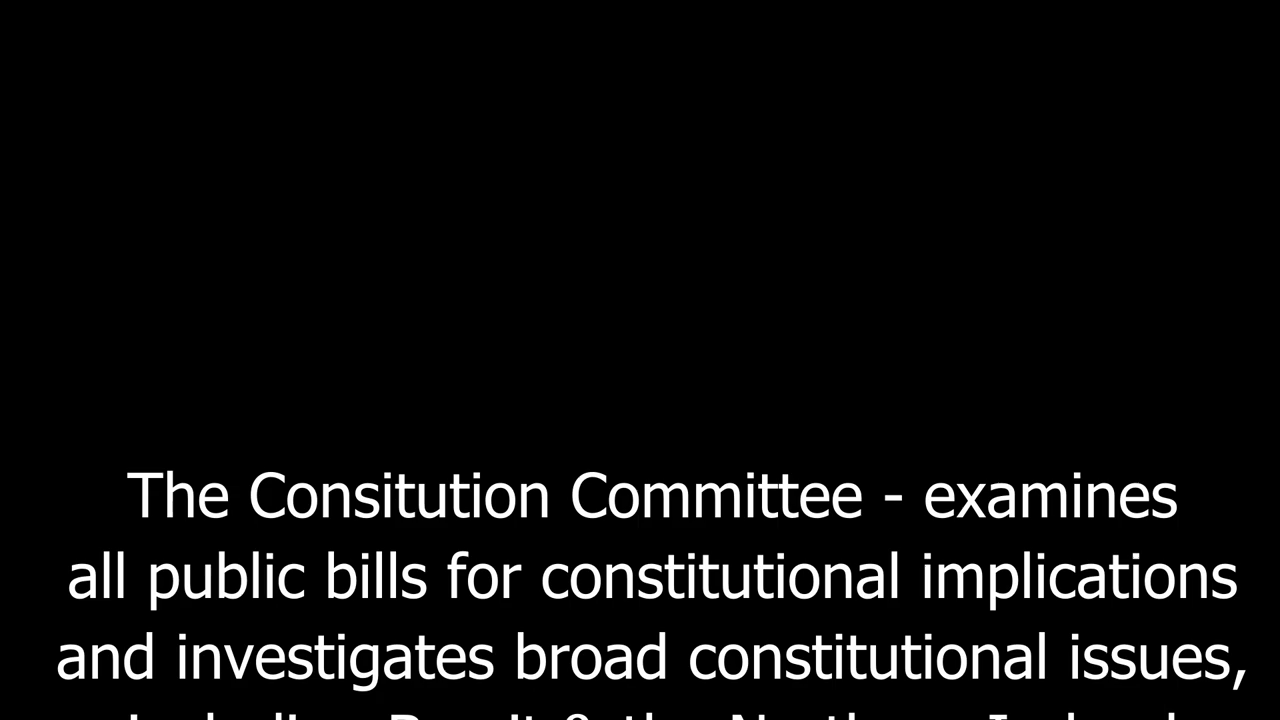 The Consitution Committee - examines
all public bills for constitutional implications
and investigates broad constitutional issues,